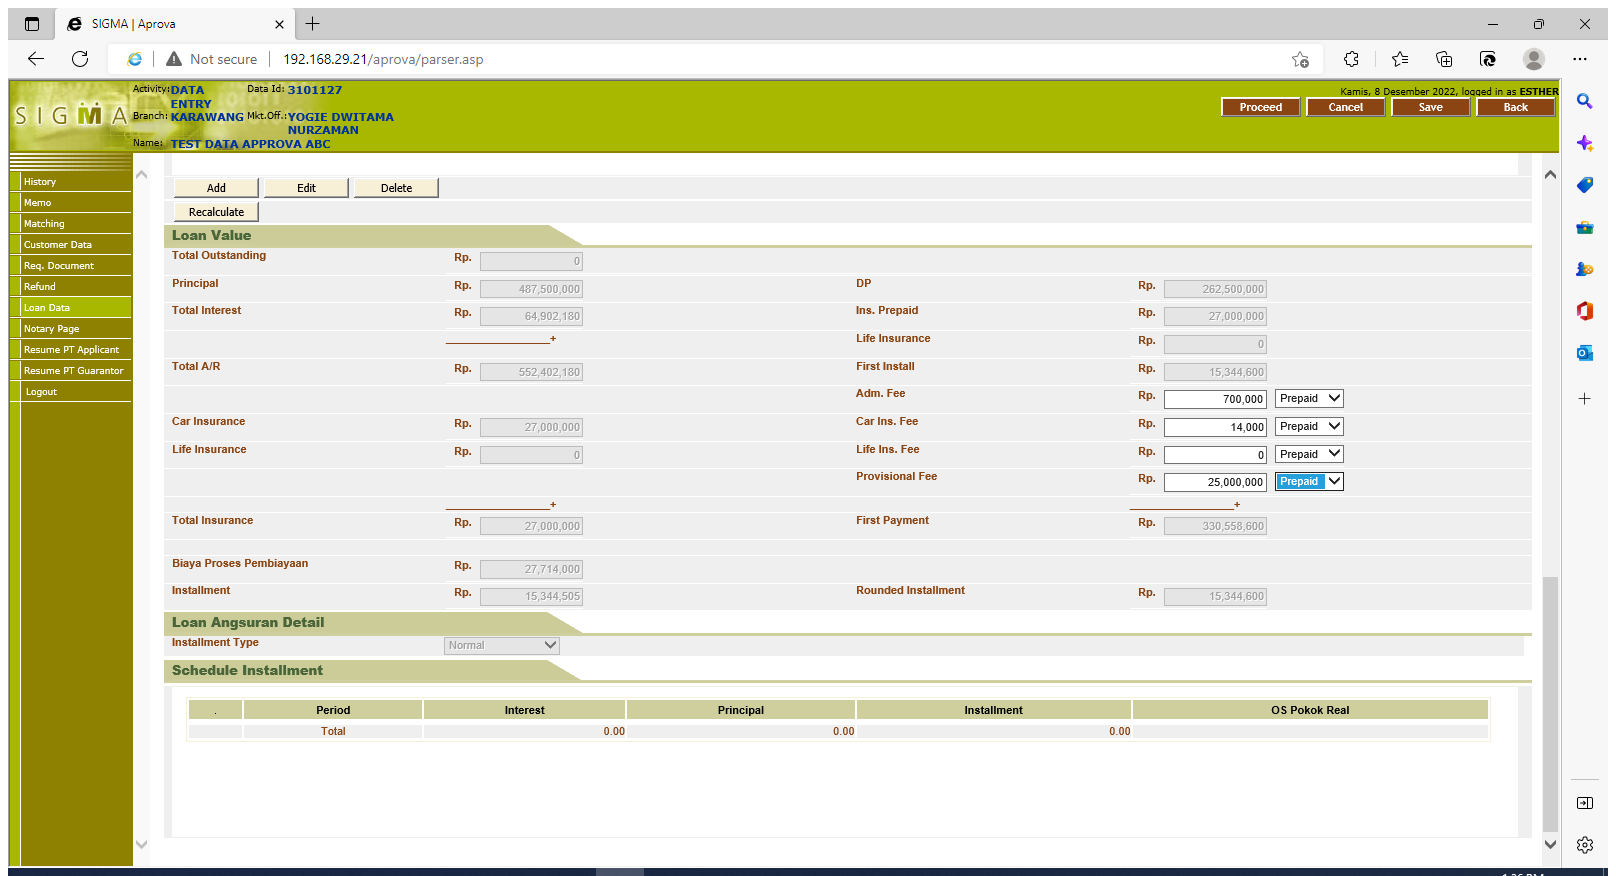 SIGMA | Aprova
Not secure 192.168.29.21/aprova/parser.asp
SIGMA
Activity: DATA ENTRY Data Id: 3101127
Branch: KARAWANG Mkt.Off.: YOGIE DWITAMA NURZAMAN
Name: TEST DATA APPROVA ABC
Kamis, 8 Desember 2022, logged in as ESTHER
Proceed Cancel Save Back
History
Memo
Matching
Customer Data
Req. Document
Refund
Loan Data
Notary Page
Resume PT Applicant
Resume PT Guarantor
Logout
Add Edit Delete
Recalculate
Loan Value
Total Outstanding Rp. 0
Principal Rp. 487,500,000 DP Rp. 262,500,000
Total Interest Rp. 64,902,180 Ins. Prepaid Rp. 27,000,000
+ Life Insurance Rp. 0
Total A/R Rp. 552,402,180 First Install Rp. 15,344,600
Adm. Fee Rp. 700,000 Prepaid
Car Insurance Rp. 27,000,000 Car Ins. Fee Rp. 14,000 Prepaid
Life Insurance Rp. 0 Life Ins. Fee Rp. 0 Prepaid
Provisional Fee Rp. 25,000,000 Prepaid
+ +
Total Insurance Rp. 27,000,000 First Payment Rp. 330,558,600
Biaya Proses Pembiayaan Rp. 27,714,000
Installment Rp. 15,344,505 Rounded Installment Rp. 15,344,600
Loan Angsuran Detail
Installment Type Normal
Schedule Installment
. Period Interest Principal Installment OS Pokok Real
Total 0.00 0.00 0.00